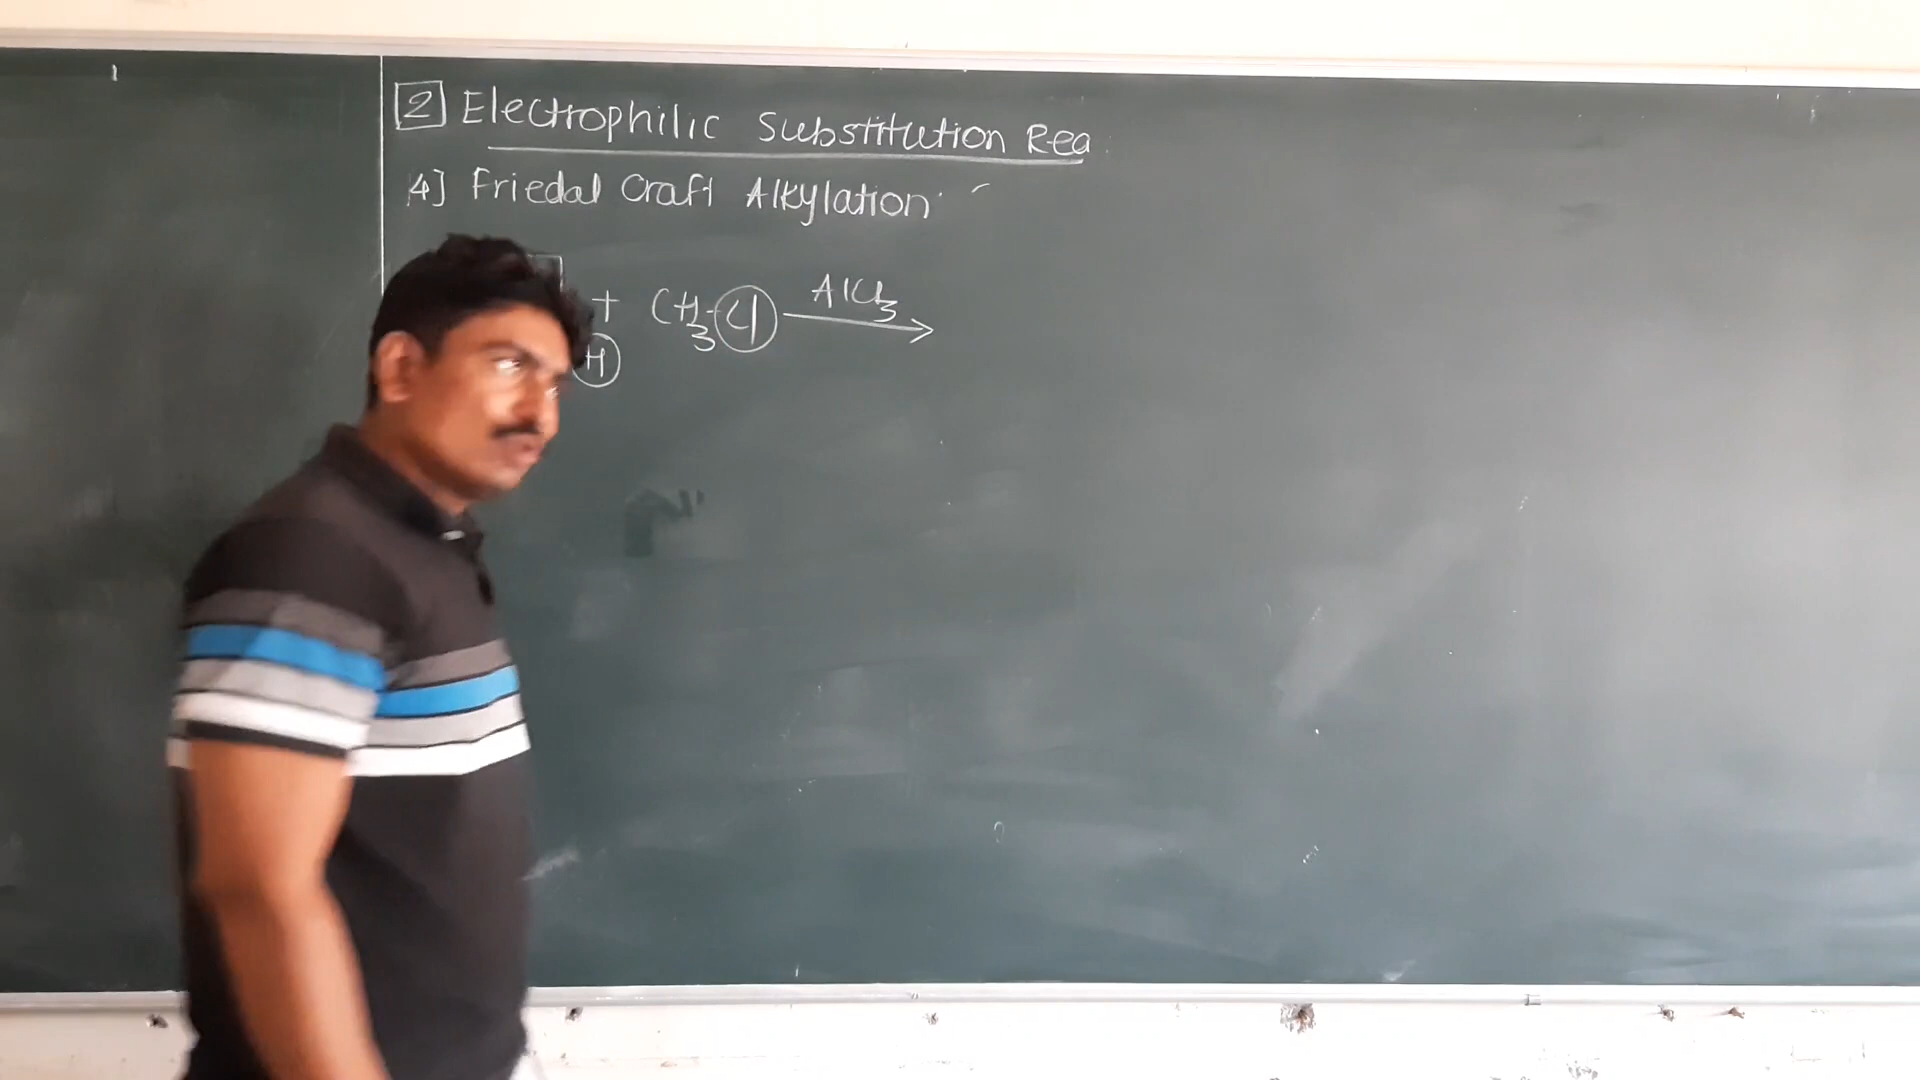 2 Electrophilic Substitution Rea
4] Friedal Craft Alkylation
+ CH3-Cl AlCl3
H